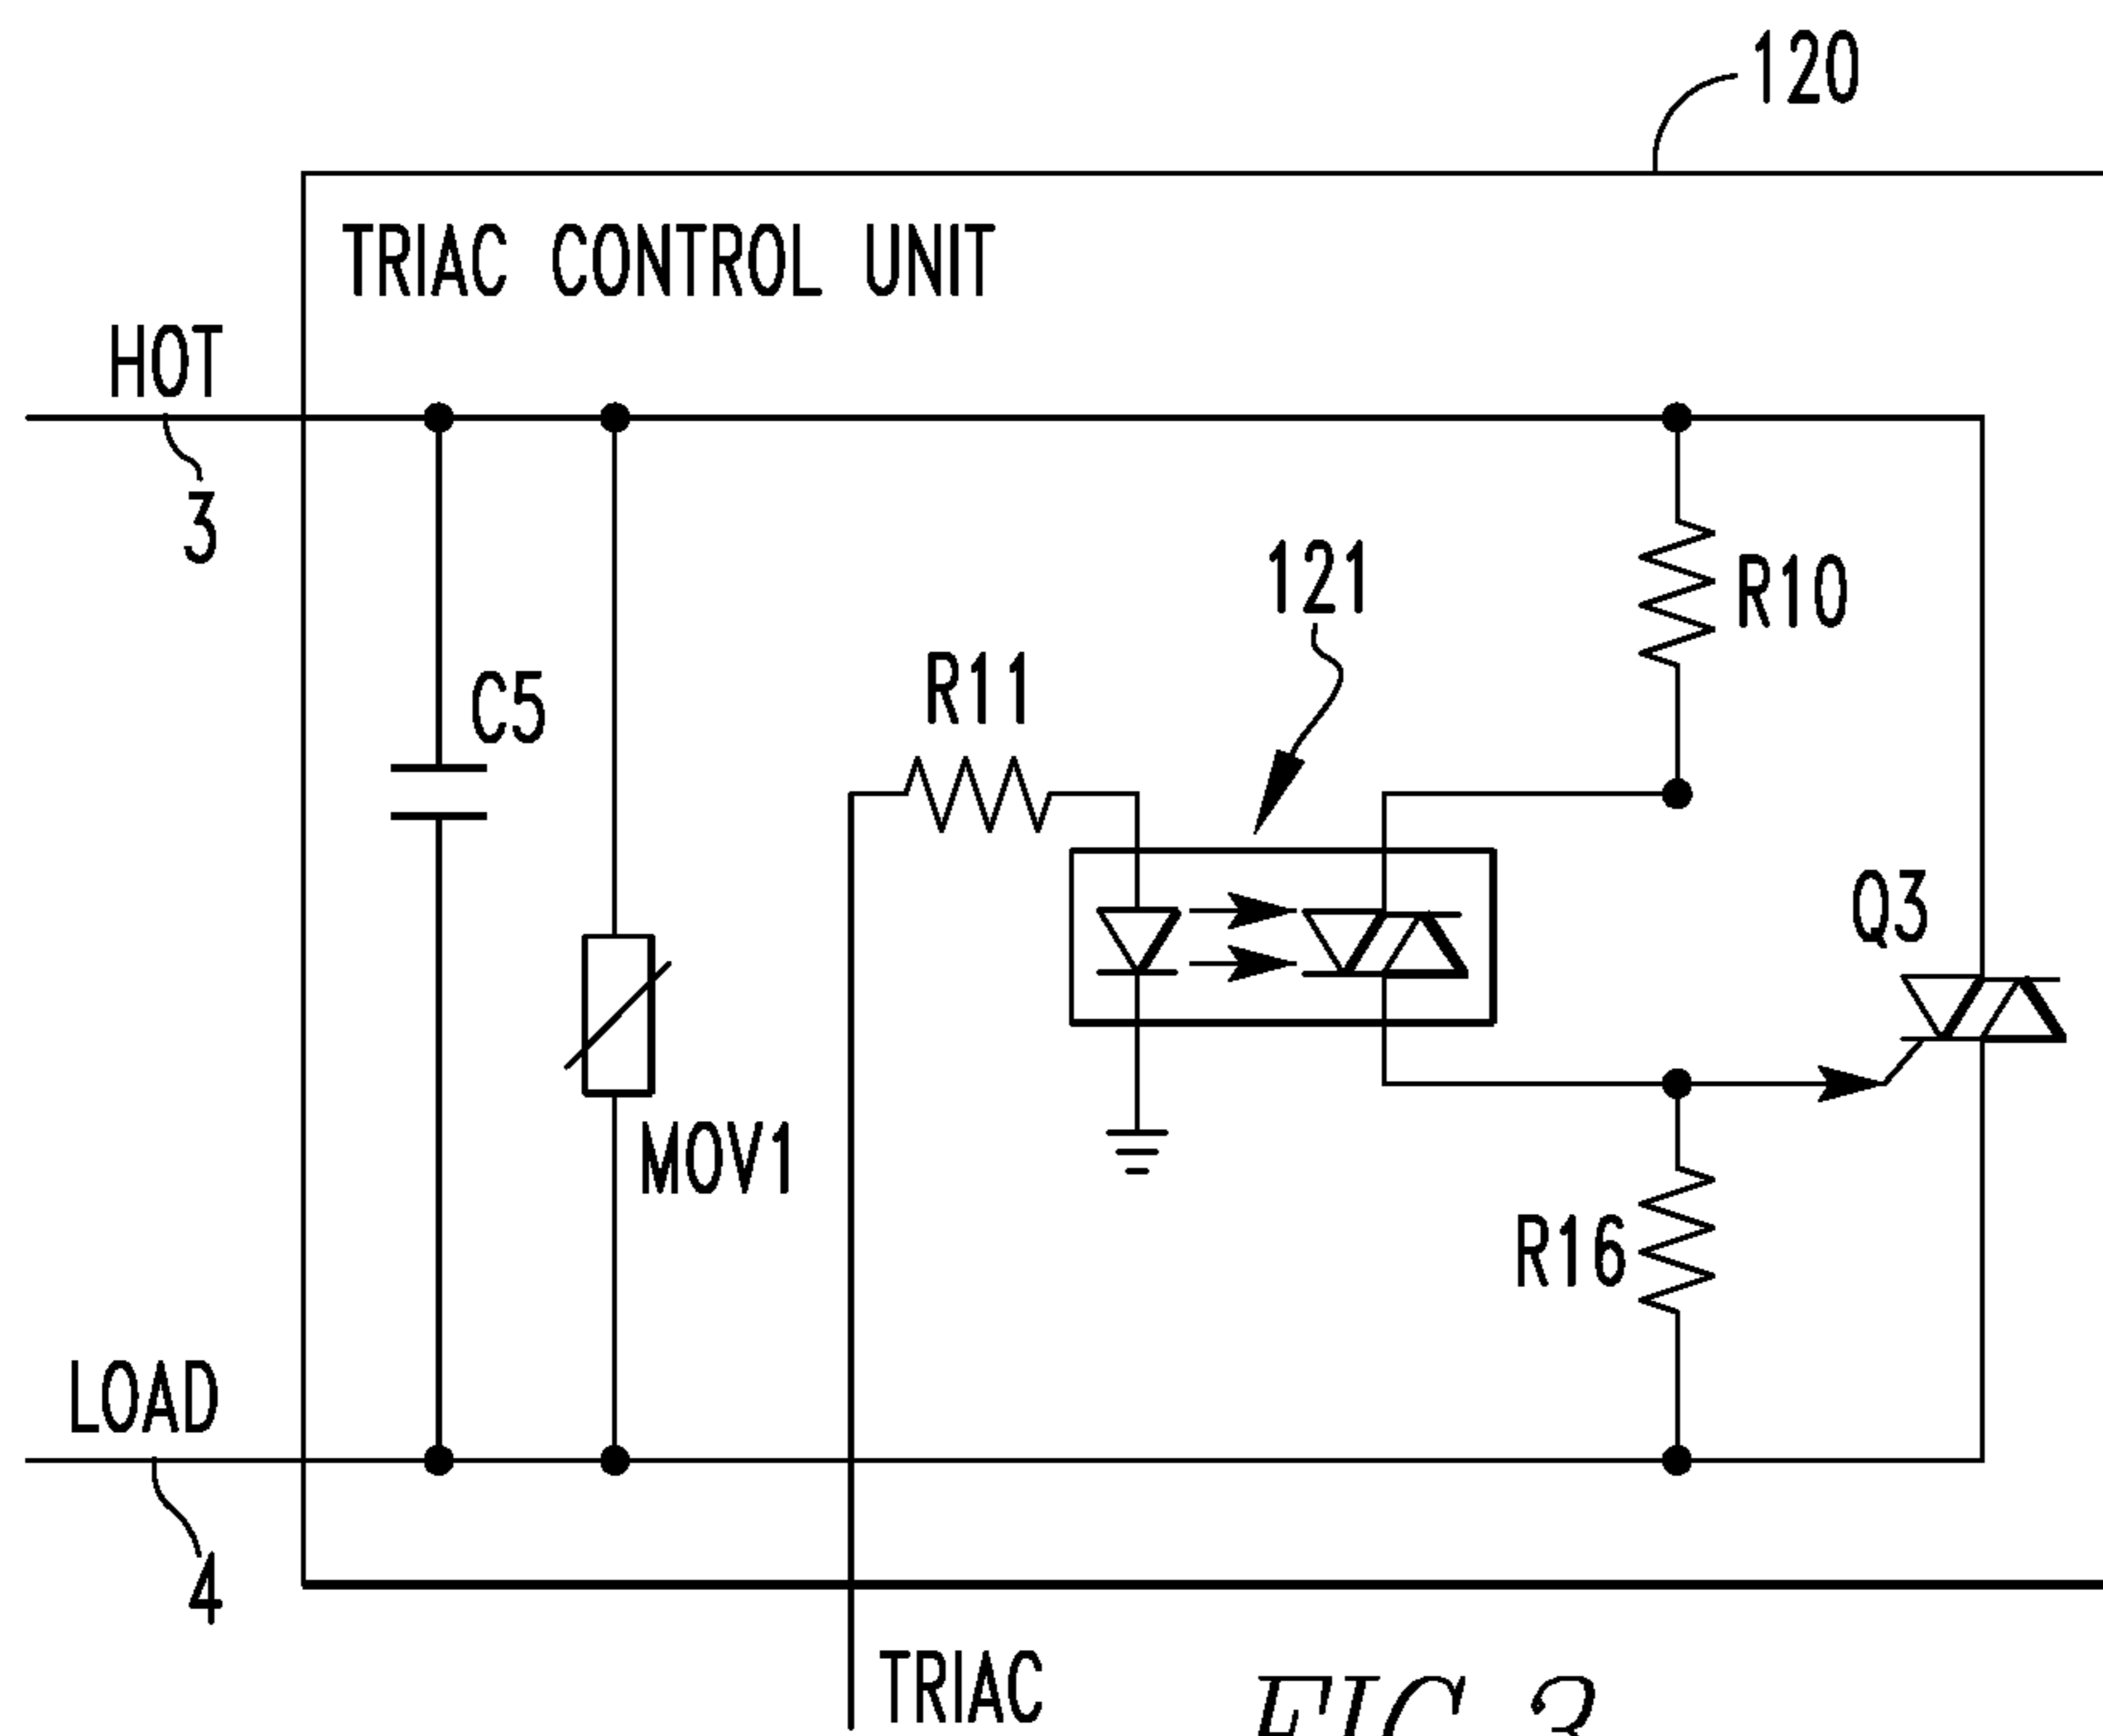 120
TRIAC CONTROL UNIT
HOT
3
121
R10
R11
C5
Q3
MOV1
R16
LOAD
4
TRIAC